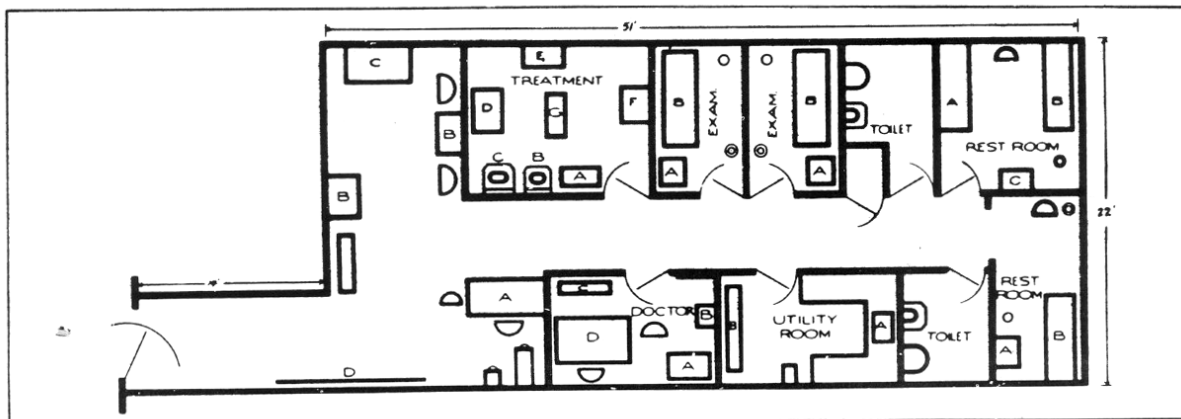 51'
C
E
TREATMENT
D
G
F
B
B
C
B
A
B
EXAM.
A
EXAM.
B
A
TOILET
A
B
REST ROOM
C
B
22'
A
C
DOCTOR
B
D
A
B
UTILITY
ROOM
A
TOILET
REST
ROOM
A
B
D